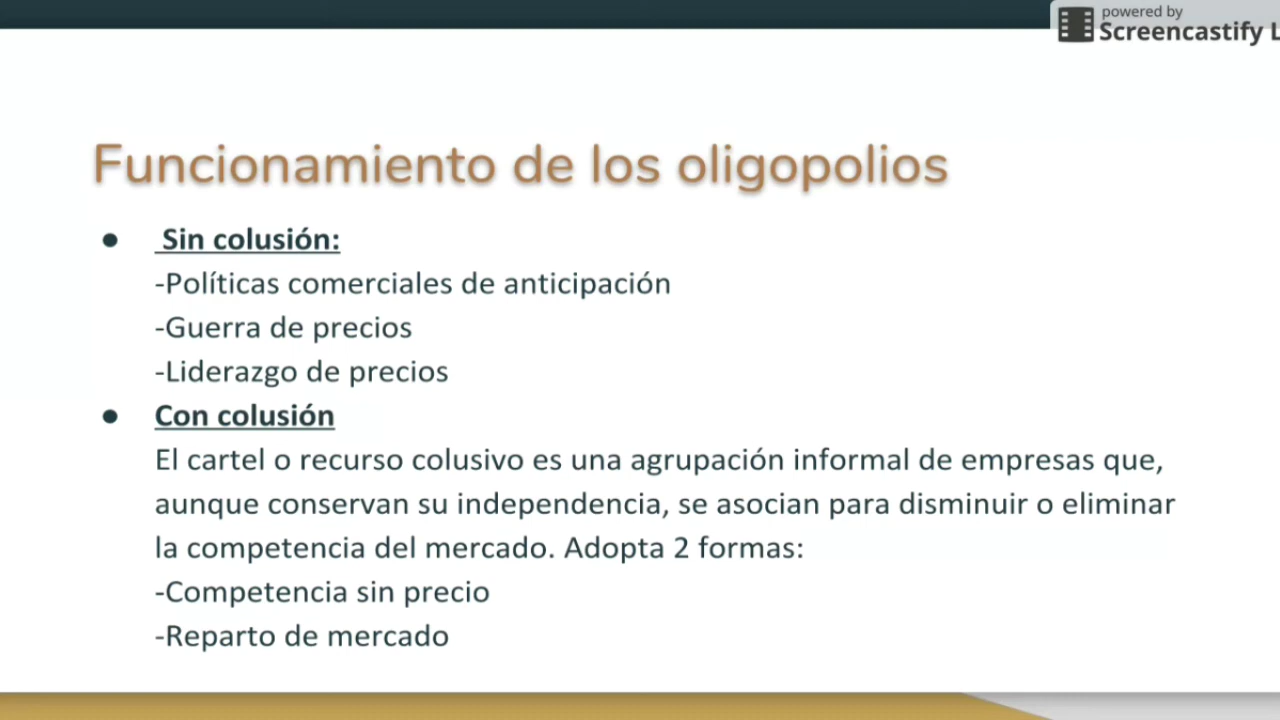 powered by
Screencastify L
Funcionamiento de los oligopolios
● Sin colusión:
-Políticas comerciales de anticipación
-Guerra de precios
-Liderazgo de precios
● Con colusión
El cartel o recurso colusivo es una agrupación informal de empresas que,
aunque conservan su independencia, se asocian para disminuir o eliminar
la competencia del mercado. Adopta 2 formas:
-Competencia sin precio
-Reparto de mercado